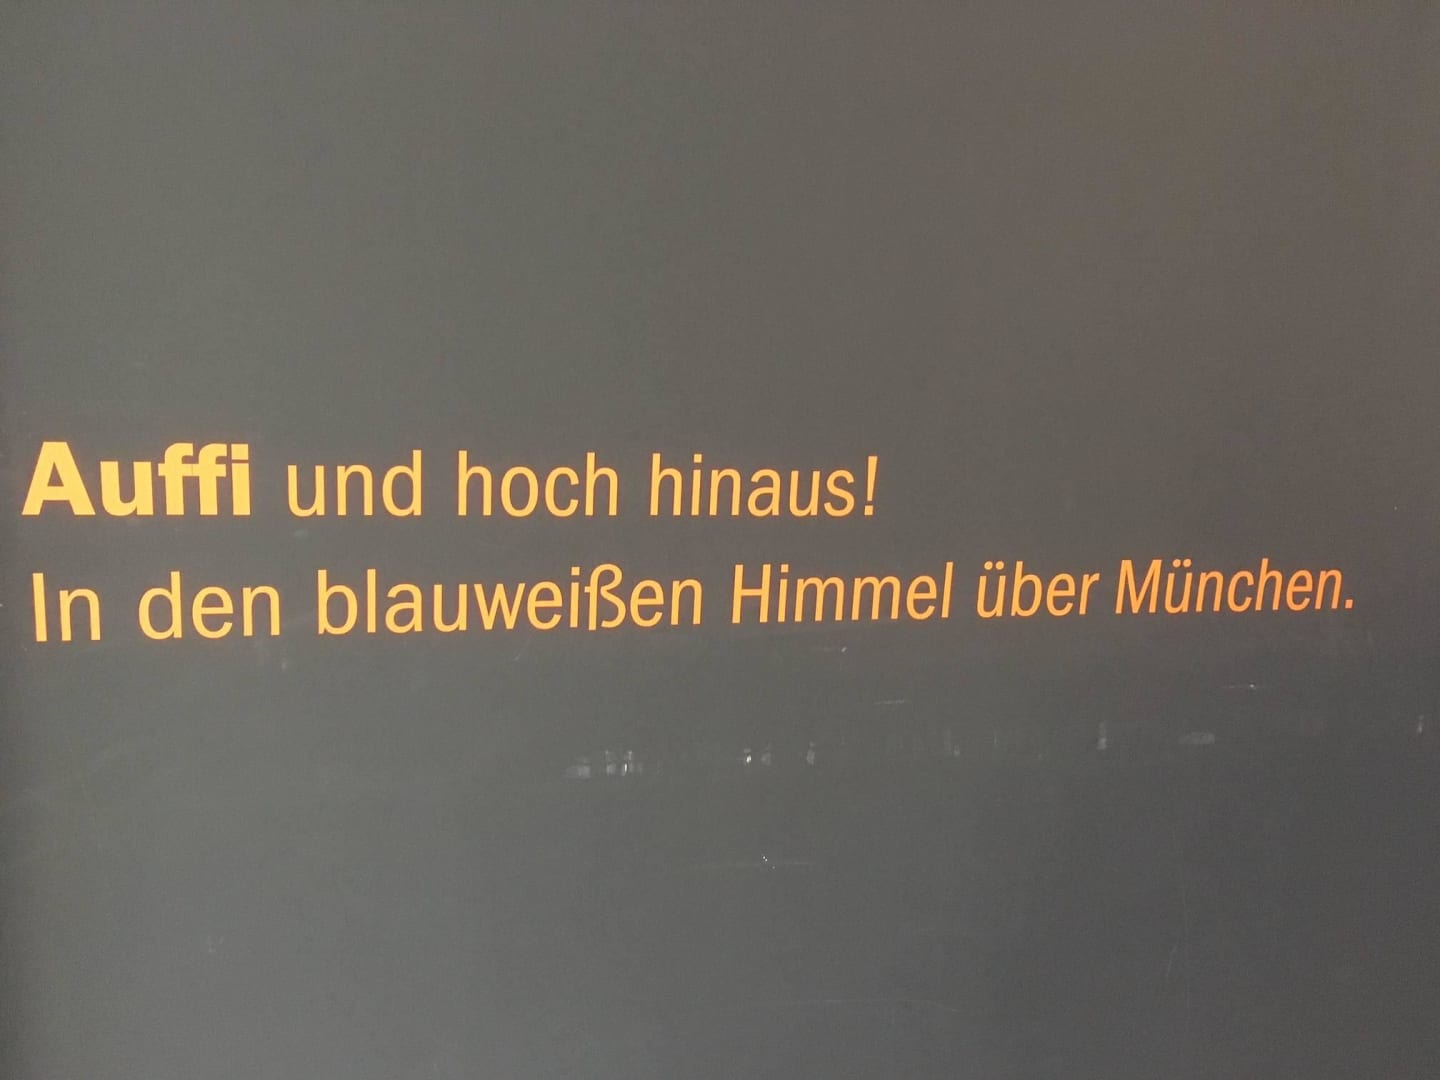 Auffi und hoch hinaus!
In den blauweißen Himmel über München.